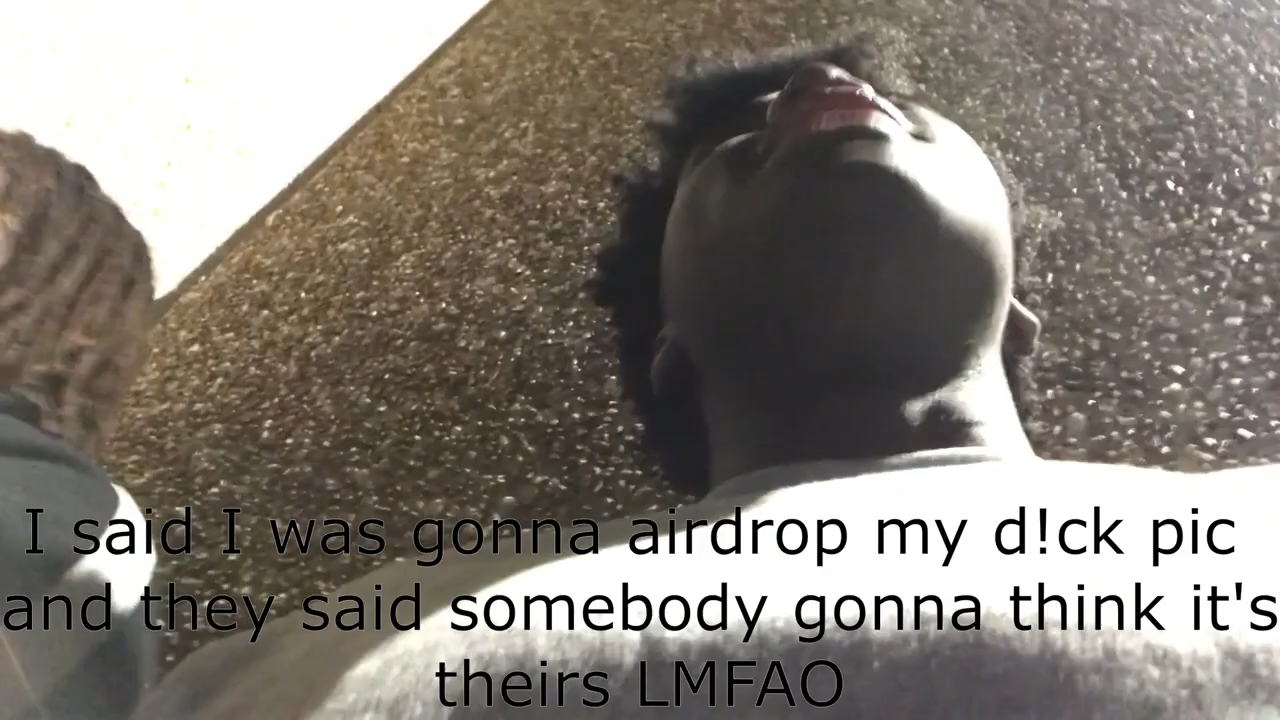 I said I was gonna airdrop my d!ck pic
and they said somebody gonna think it's
theirs LMFAO